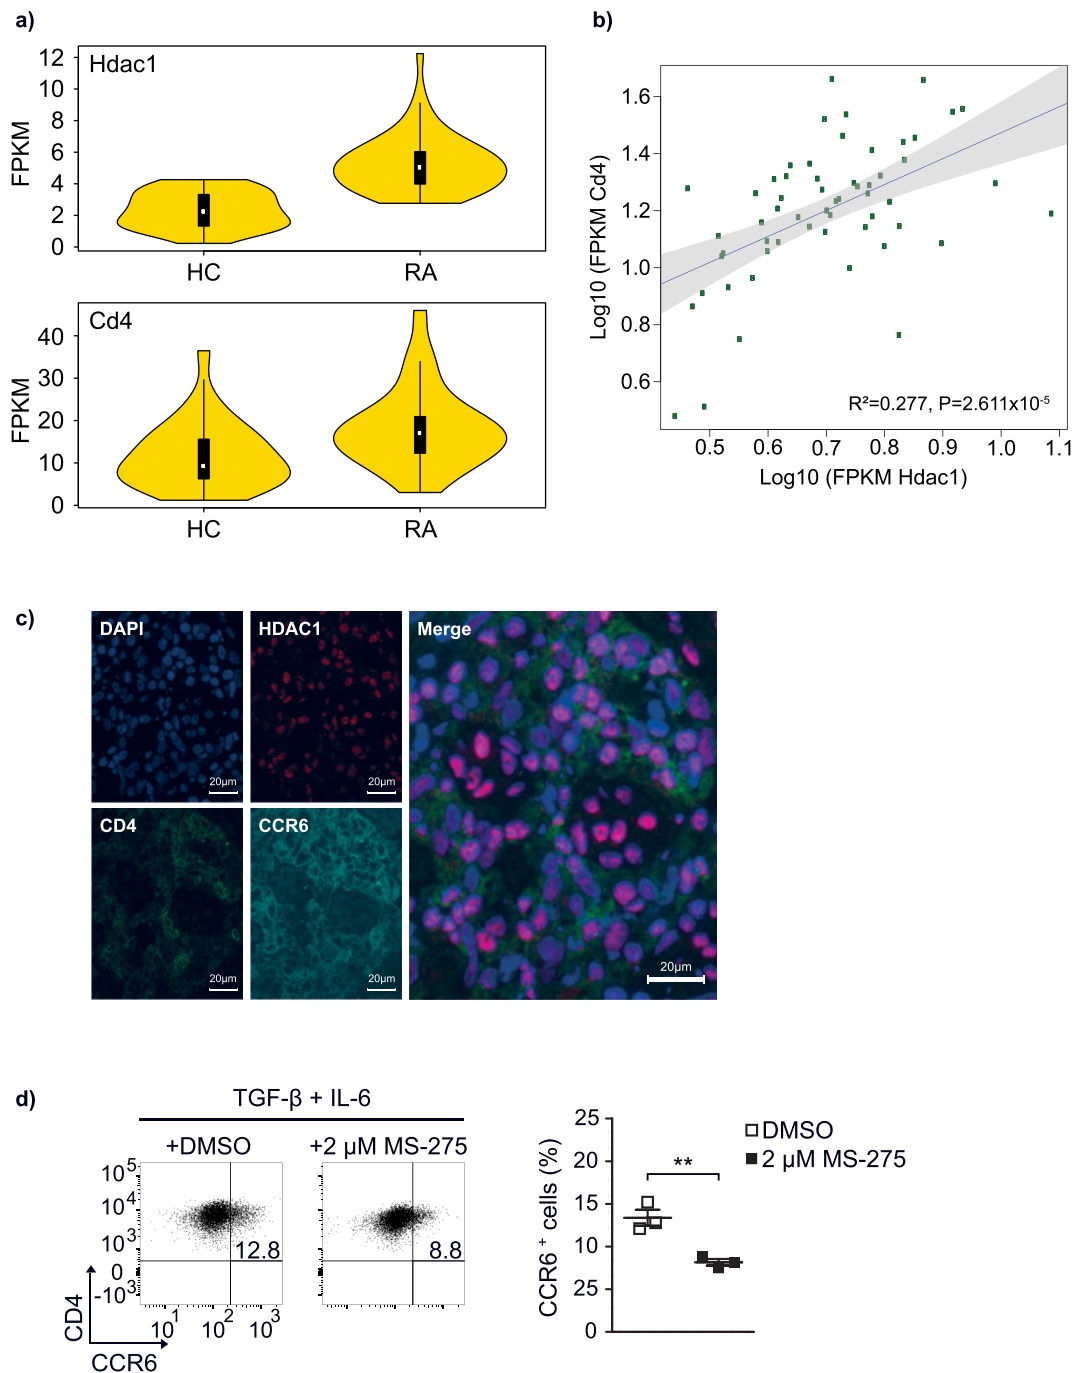 a)
Hdac1
FPKM
12
10
8
6
4
2
0
HC RA
Cd4
FPKM
40
30
20
10
0
HC RA
b)
Log10 (FPKM Cd4)
1.6
1.4
1.2
1.0
0.8
0.6
R²=0.277, P=2.611x10⁻⁵
0.5 0.6 0.7 0.8 0.9 1.0 1.1
Log10 (FPKM Hdac1)
c)
DAPI
20µm
HDAC1
20µm
Merge
20µm
CD4
20µm
CCR6
20µm
d)
TGF-β + IL-6
+DMSO +2 µM MS-275
10⁵
10⁴
10³
0
-10³
12.8
8.8
10¹ 10² 10³
CD4
CCR6
CCR6⁺ cells (%)
25
20
15
10
25
0
**
DMSO
2 µM MS-275